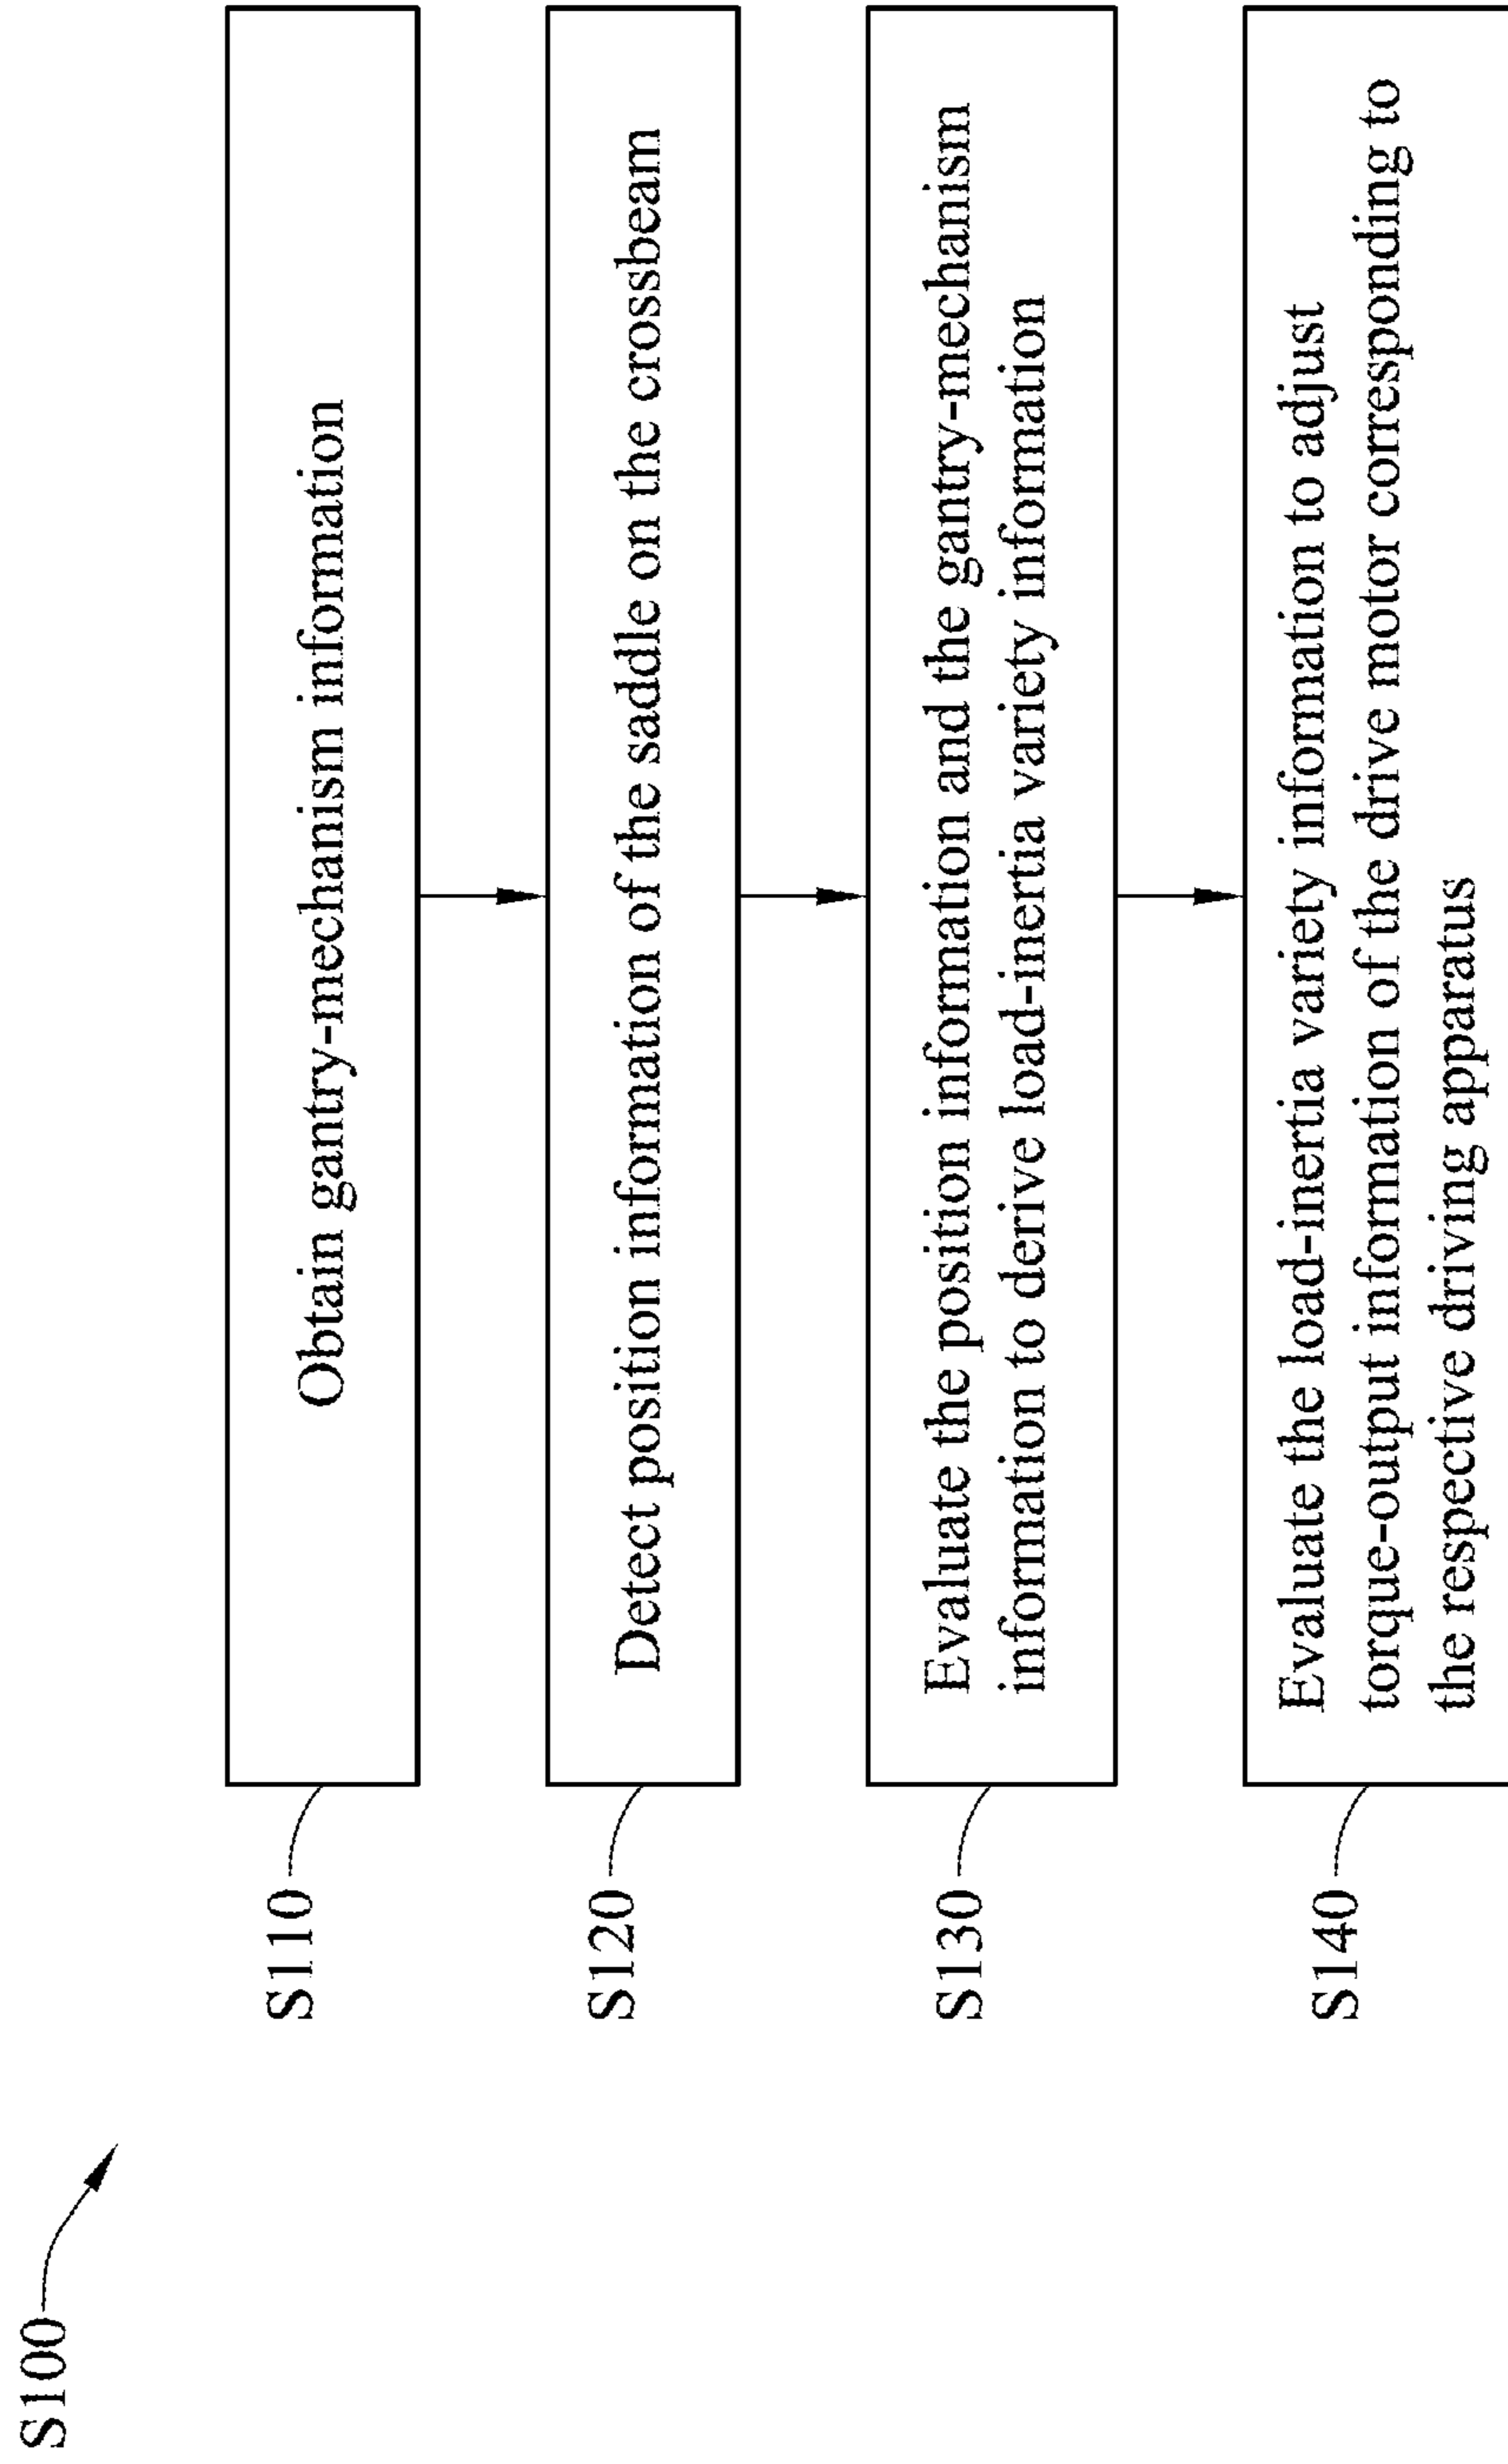 S100
S110
Obtain gantry-mechanism information
S120
Detect position information of the saddle on the crossbeam
S130
Evaluate the position information and the gantry-mechanism
information to derive load-inertia variety information
S140
Evaluate the load-inertia variety information to adjust
torque-output information of the drive motor corresponding to
the respective driving apparatus